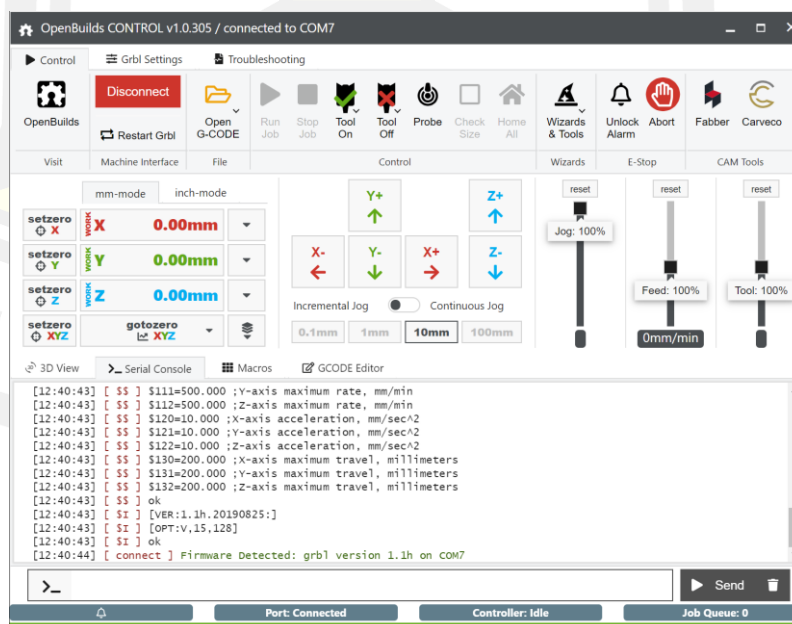 OpenBuilds CONTROL v1.0.305 / connected to COM7
Control
Grbl Settings
Troubleshooting
OpenBuilds
Disconnect
Restart Grbl
Open G-CODE
Run Job
Stop Job
Tool On
Tool Off
Probe
Check Size
Home All
Wizards & Tools
Unlock Alarm
Abort
Fabber
Carveco
Visit
Machine Interface
File
Control
Wizards
E-Stop
CAM Tools
mm-mode
inch-mode
setzero X
WORK X 0.00mm
setzero Y
WORK Y 0.00mm
setzero Z
WORK Z 0.00mm
setzero XYZ
gotozero XYZ
Y+
Z+
X-
Y-
X+
Z-
Incremental Jog
Continuous Jog
0.1mm
1mm
10mm
100mm
reset
reset
reset
Jog: 100%
Feed: 100%
Tool: 100%
0mm/min
3D View
>_ Serial Console
Macros
GCODE Editor
[12:40:43] [ $$ ] $111=500.000 ;Y-axis maximum rate, mm/min
[12:40:43] [ $$ ] $112=500.000 ;Z-axis maximum rate, mm/min
[12:40:43] [ $$ ] $120=10.000 ;X-axis acceleration, mm/sec^2
[12:40:43] [ $$ ] $121=10.000 ;Y-axis acceleration, mm/sec^2
[12:40:43] [ $$ ] $122=10.000 ;Z-axis acceleration, mm/sec^2
[12:40:43] [ $$ ] $130=200.000 ;X-axis maximum travel, millimeters
[12:40:43] [ $$ ] $131=200.000 ;Y-axis maximum travel, millimeters
[12:40:43] [ $$ ] $132=200.000 ;Z-axis maximum travel, millimeters
[12:40:43] [ $$ ] ok
[12:40:43] [ $I ] [VER:1.1h.20190825:]
[12:40:43] [ $I ] [OPT:V,15,128]
[12:40:43] [ $I ] ok
[12:40:44] [ connect ] Firmware Detected: grbl version 1.1h on COM7
>_
Send
Port: Connected
Controller: Idle
Job Queue: 0